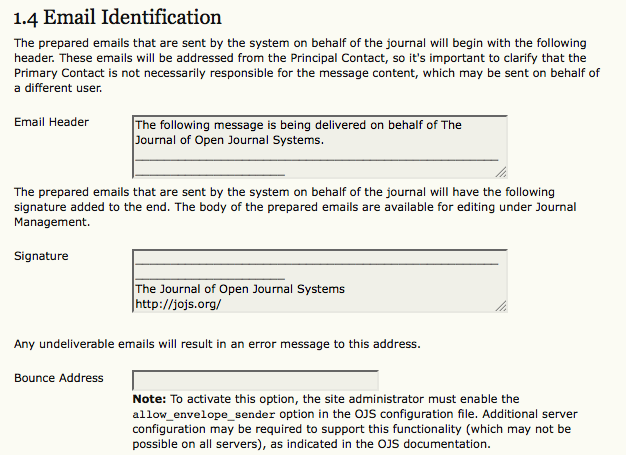 1.4 Email Identification
The prepared emails that are sent by the system on behalf of the journal will begin with the following
header. These emails will be addressed from the Principal Contact, so it's important to clarify that the
Primary Contact is not necessarily responsible for the message content, which may be sent on behalf of
a different user.
Email Header
The following message is being delivered on behalf of The
Journal of Open Journal Systems.
The prepared emails that are sent by the system on behalf of the journal will have the following
signature added to the end. The body of the prepared emails are available for editing under Journal
Management.
Signature
The Journal of Open Journal Systems
http://jojs.org/
Any undeliverable emails will result in an error message to this address.
Bounce Address
Note: To activate this option, the site administrator must enable the
allow_envelope_sender option in the OJS configuration file. Additional server
configuration may be required to support this functionality (which may not be
possible on all servers), as indicated in the OJS documentation.